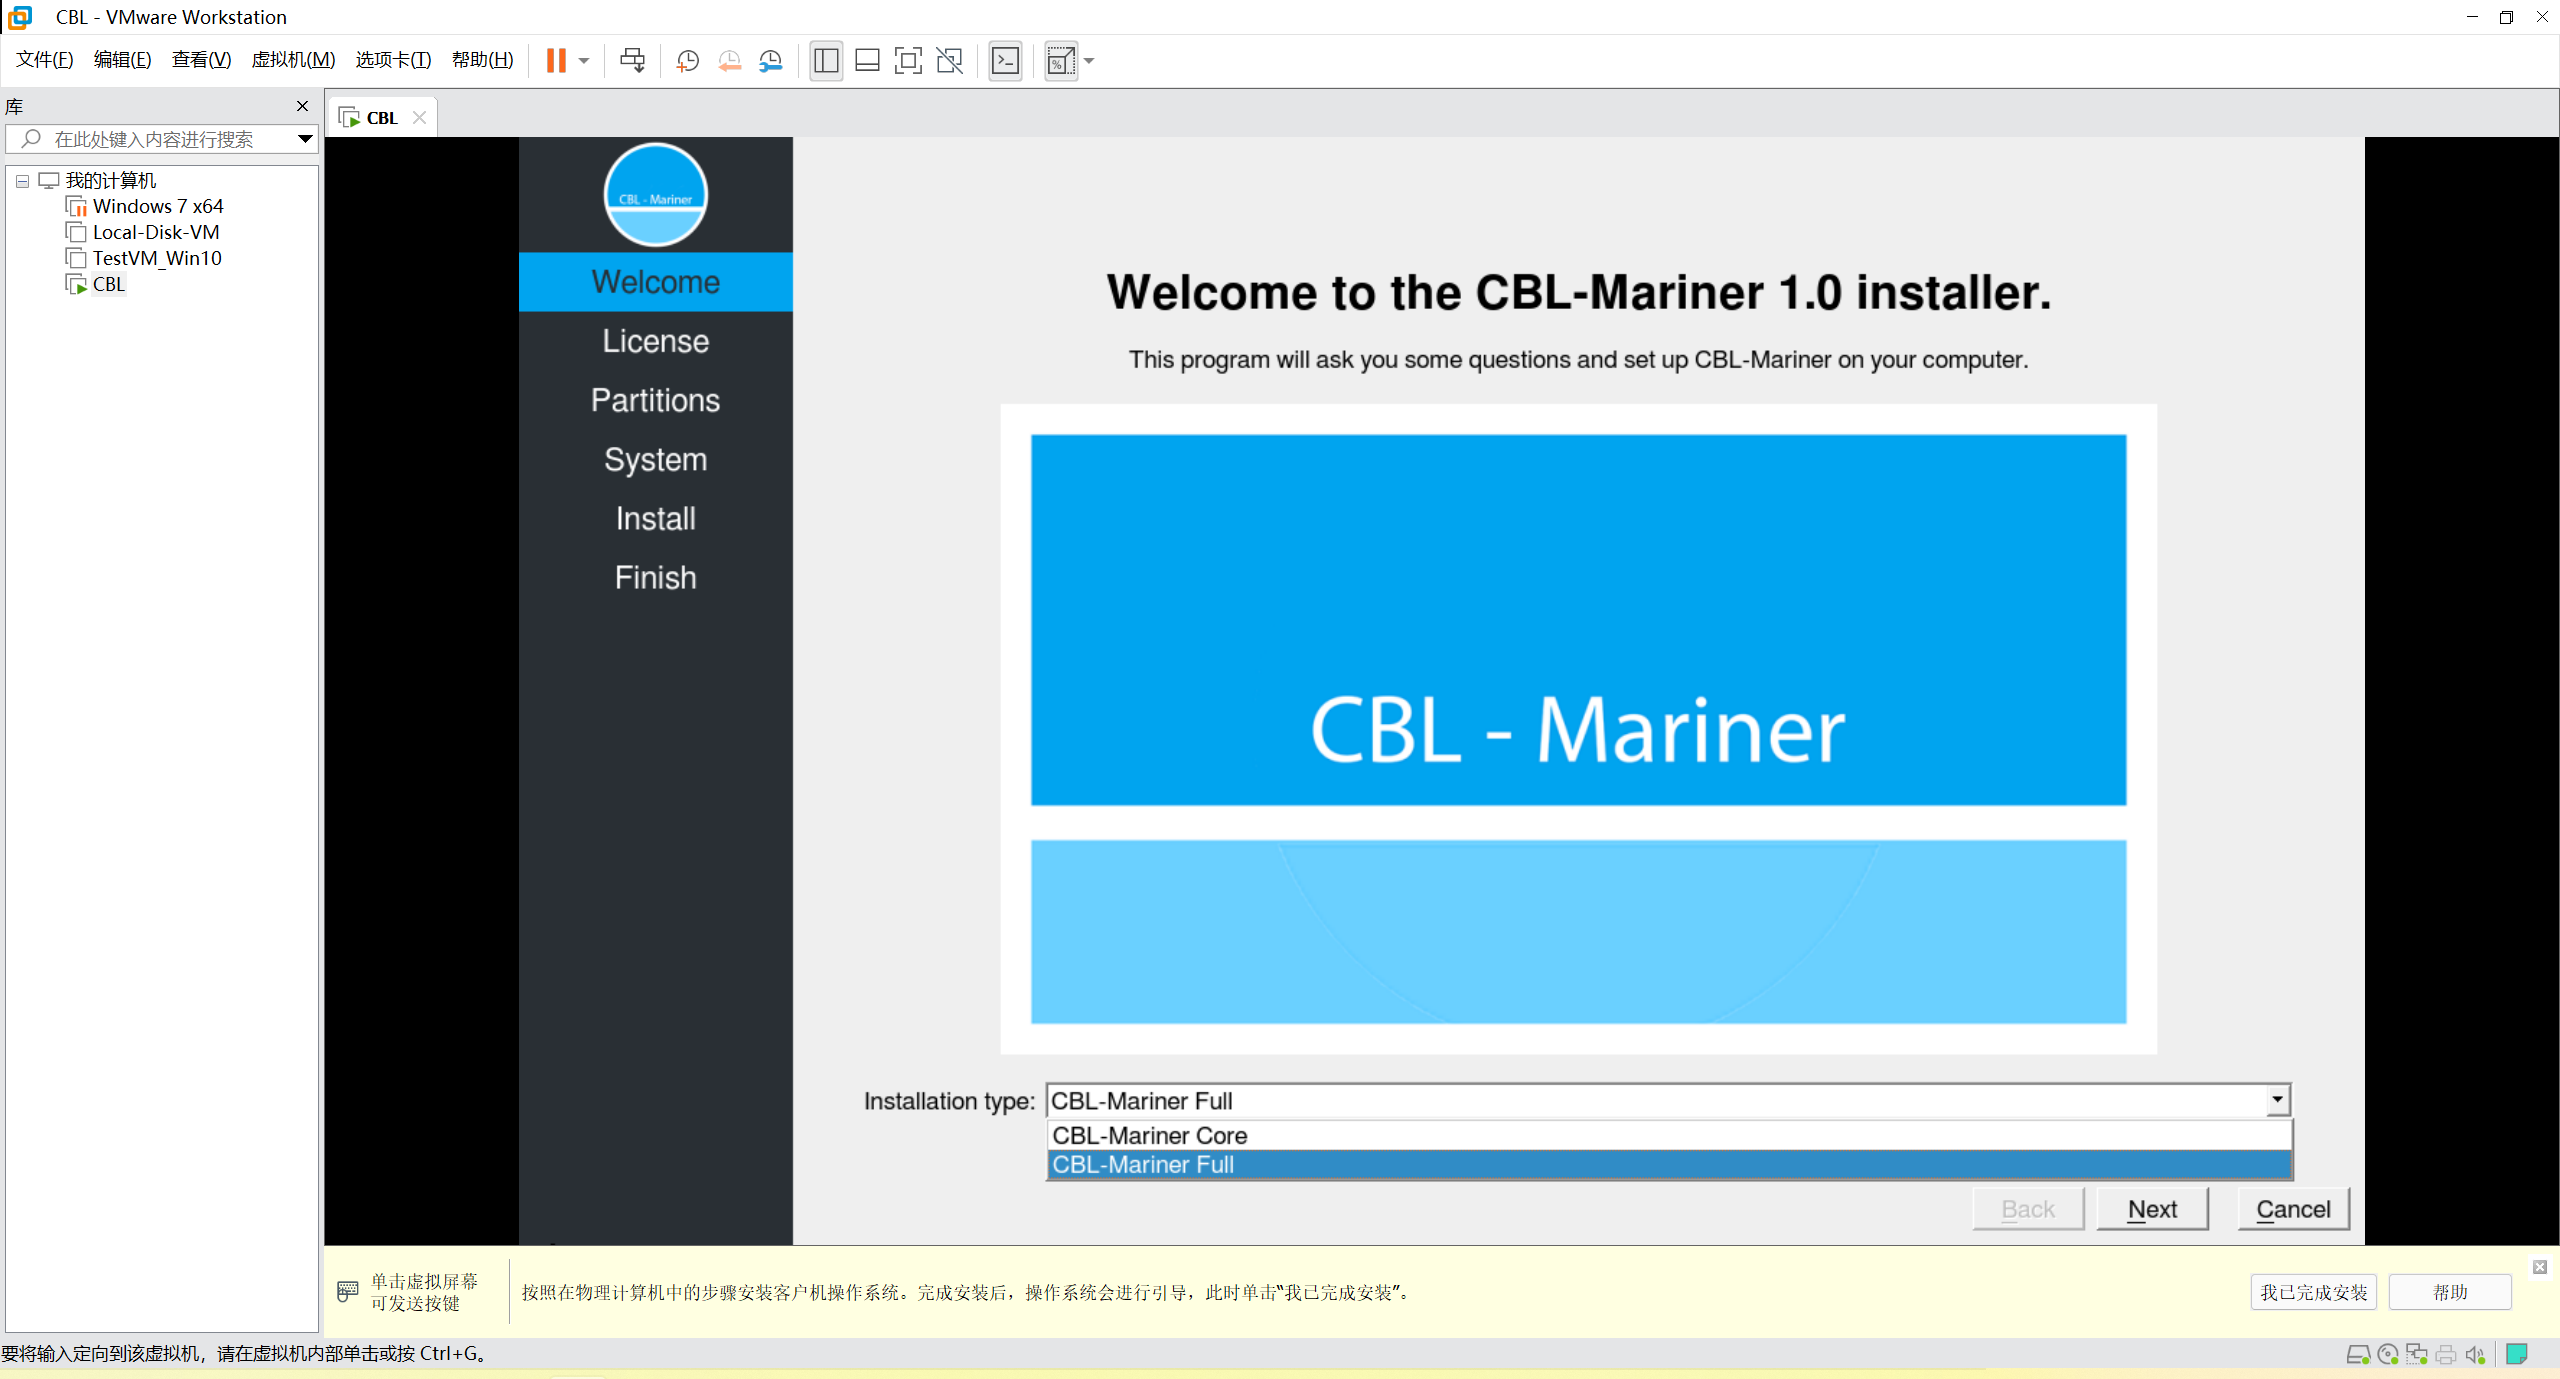 CBL - VMware Workstation
文件(F) 编辑(E) 查看(V) 虚拟机(M) 选项卡(T) 帮助(H)
库
在此处键入内容进行搜索
我的计算机
Windows 7 x64
Local-Disk-VM
TestVM_Win10
CBL
CBL
CBL - Mariner
Welcome
License
Partitions
System
Install
Finish
Welcome to the CBL-Mariner 1.0 installer.
This program will ask you some questions and set up CBL-Mariner on your computer.
CBL - Mariner
Installation type: CBL-Mariner Full
CBL-Mariner Core
CBL-Mariner Full
Back Next Cancel
单击虚拟屏幕
可发送按键
按照在物理计算机中的步骤安装客户机操作系统。完成安装后，操作系统会进行引导，此时单击“我已完成安装”。
我已完成安装 帮助
要将输入定向到该虚拟机，请在虚拟机内部单击或按 Ctrl+G。